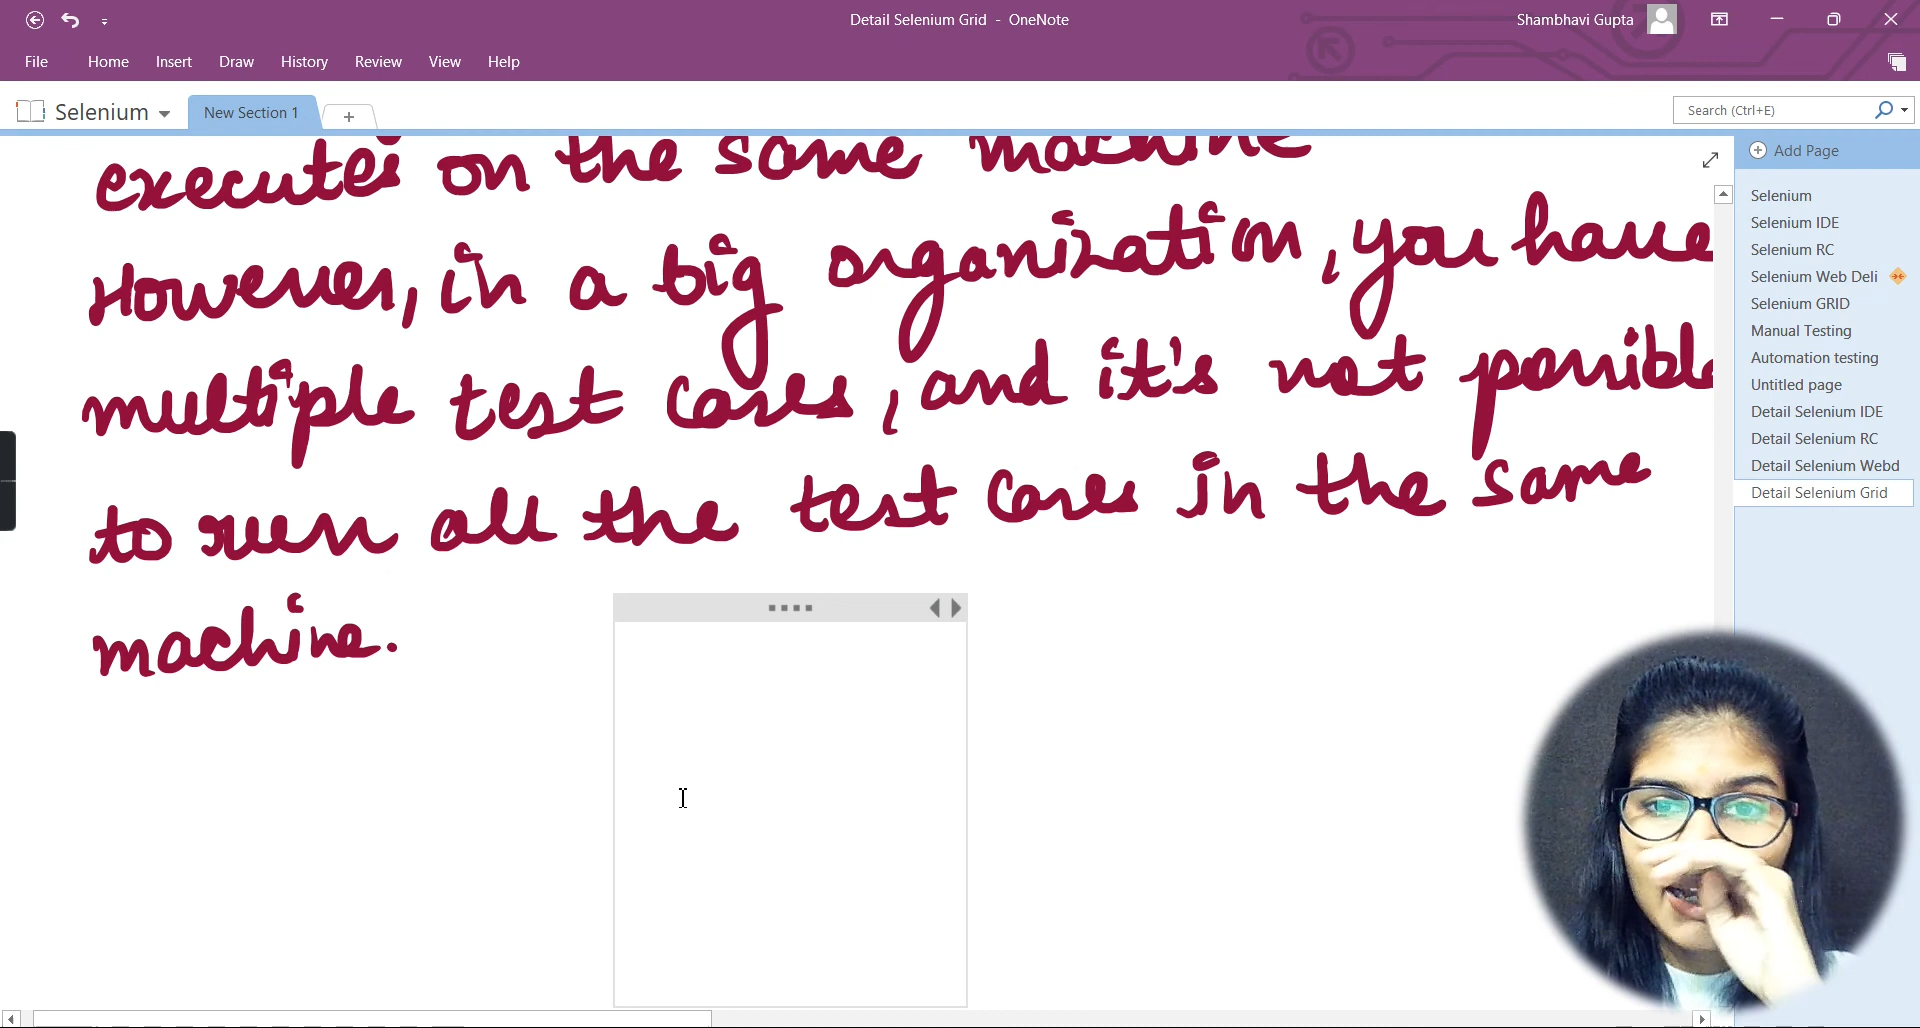 Detail Selenium Grid - OneNote
Shambhavi Gupta
File Home Insert Draw History Review View Help
Selenium
New Section 1
+
Search (Ctrl+E)
executes on the same machine
However, in a big organization, you have
multiple test cases, and it's not possible
to run all the test cases in the same
machine.
Add Page
Selenium
Selenium IDE
Selenium RC
Selenium Web Deli
Selenium GRID
Manual Testing
Automation testing
Untitled page
Detail Selenium IDE
Detail Selenium RC
Detail Selenium Webd
Detail Selenium Grid